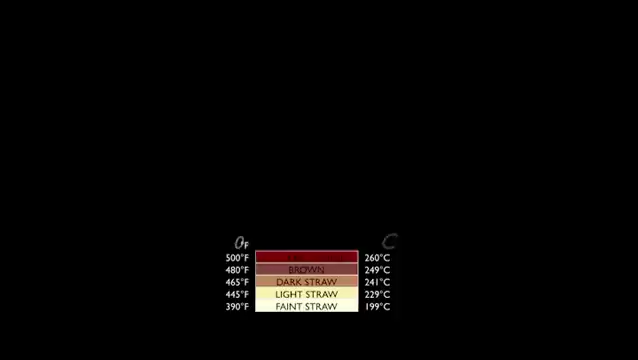 °F C
500°F 260°C
480°F BROWN 249°C
465°F DARK STRAW 241°C
445°F LIGHT STRAW 229°C
390°F FAINT STRAW 199°C